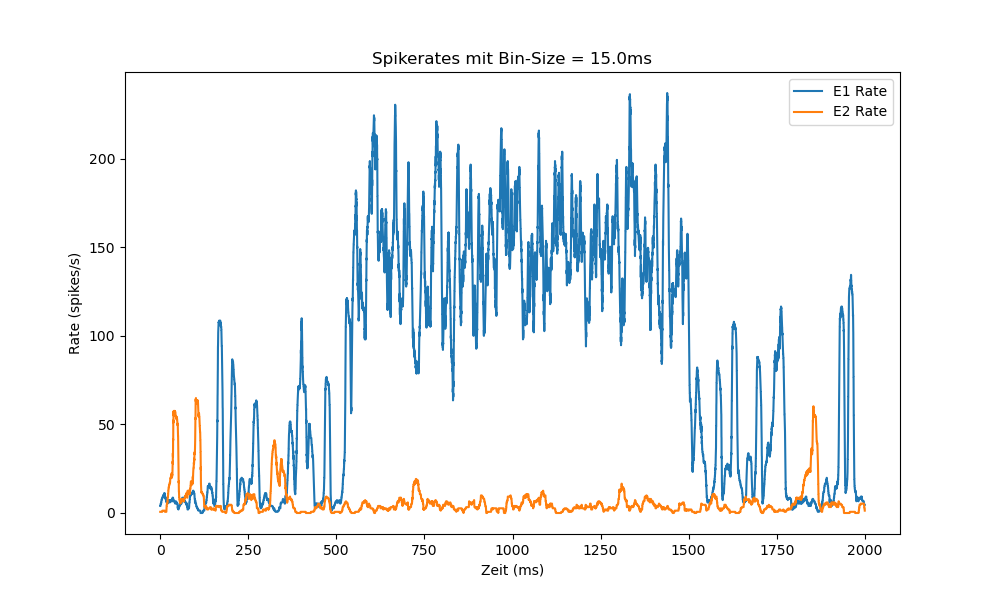 Spikerates mit Bin-Size = 15.0ms
E1 Rate
E2 Rate
Rate (spikes/s)
200
150
100
50
0
0 250 500 750 1000 1250 1500 1750 2000
Zeit (ms)